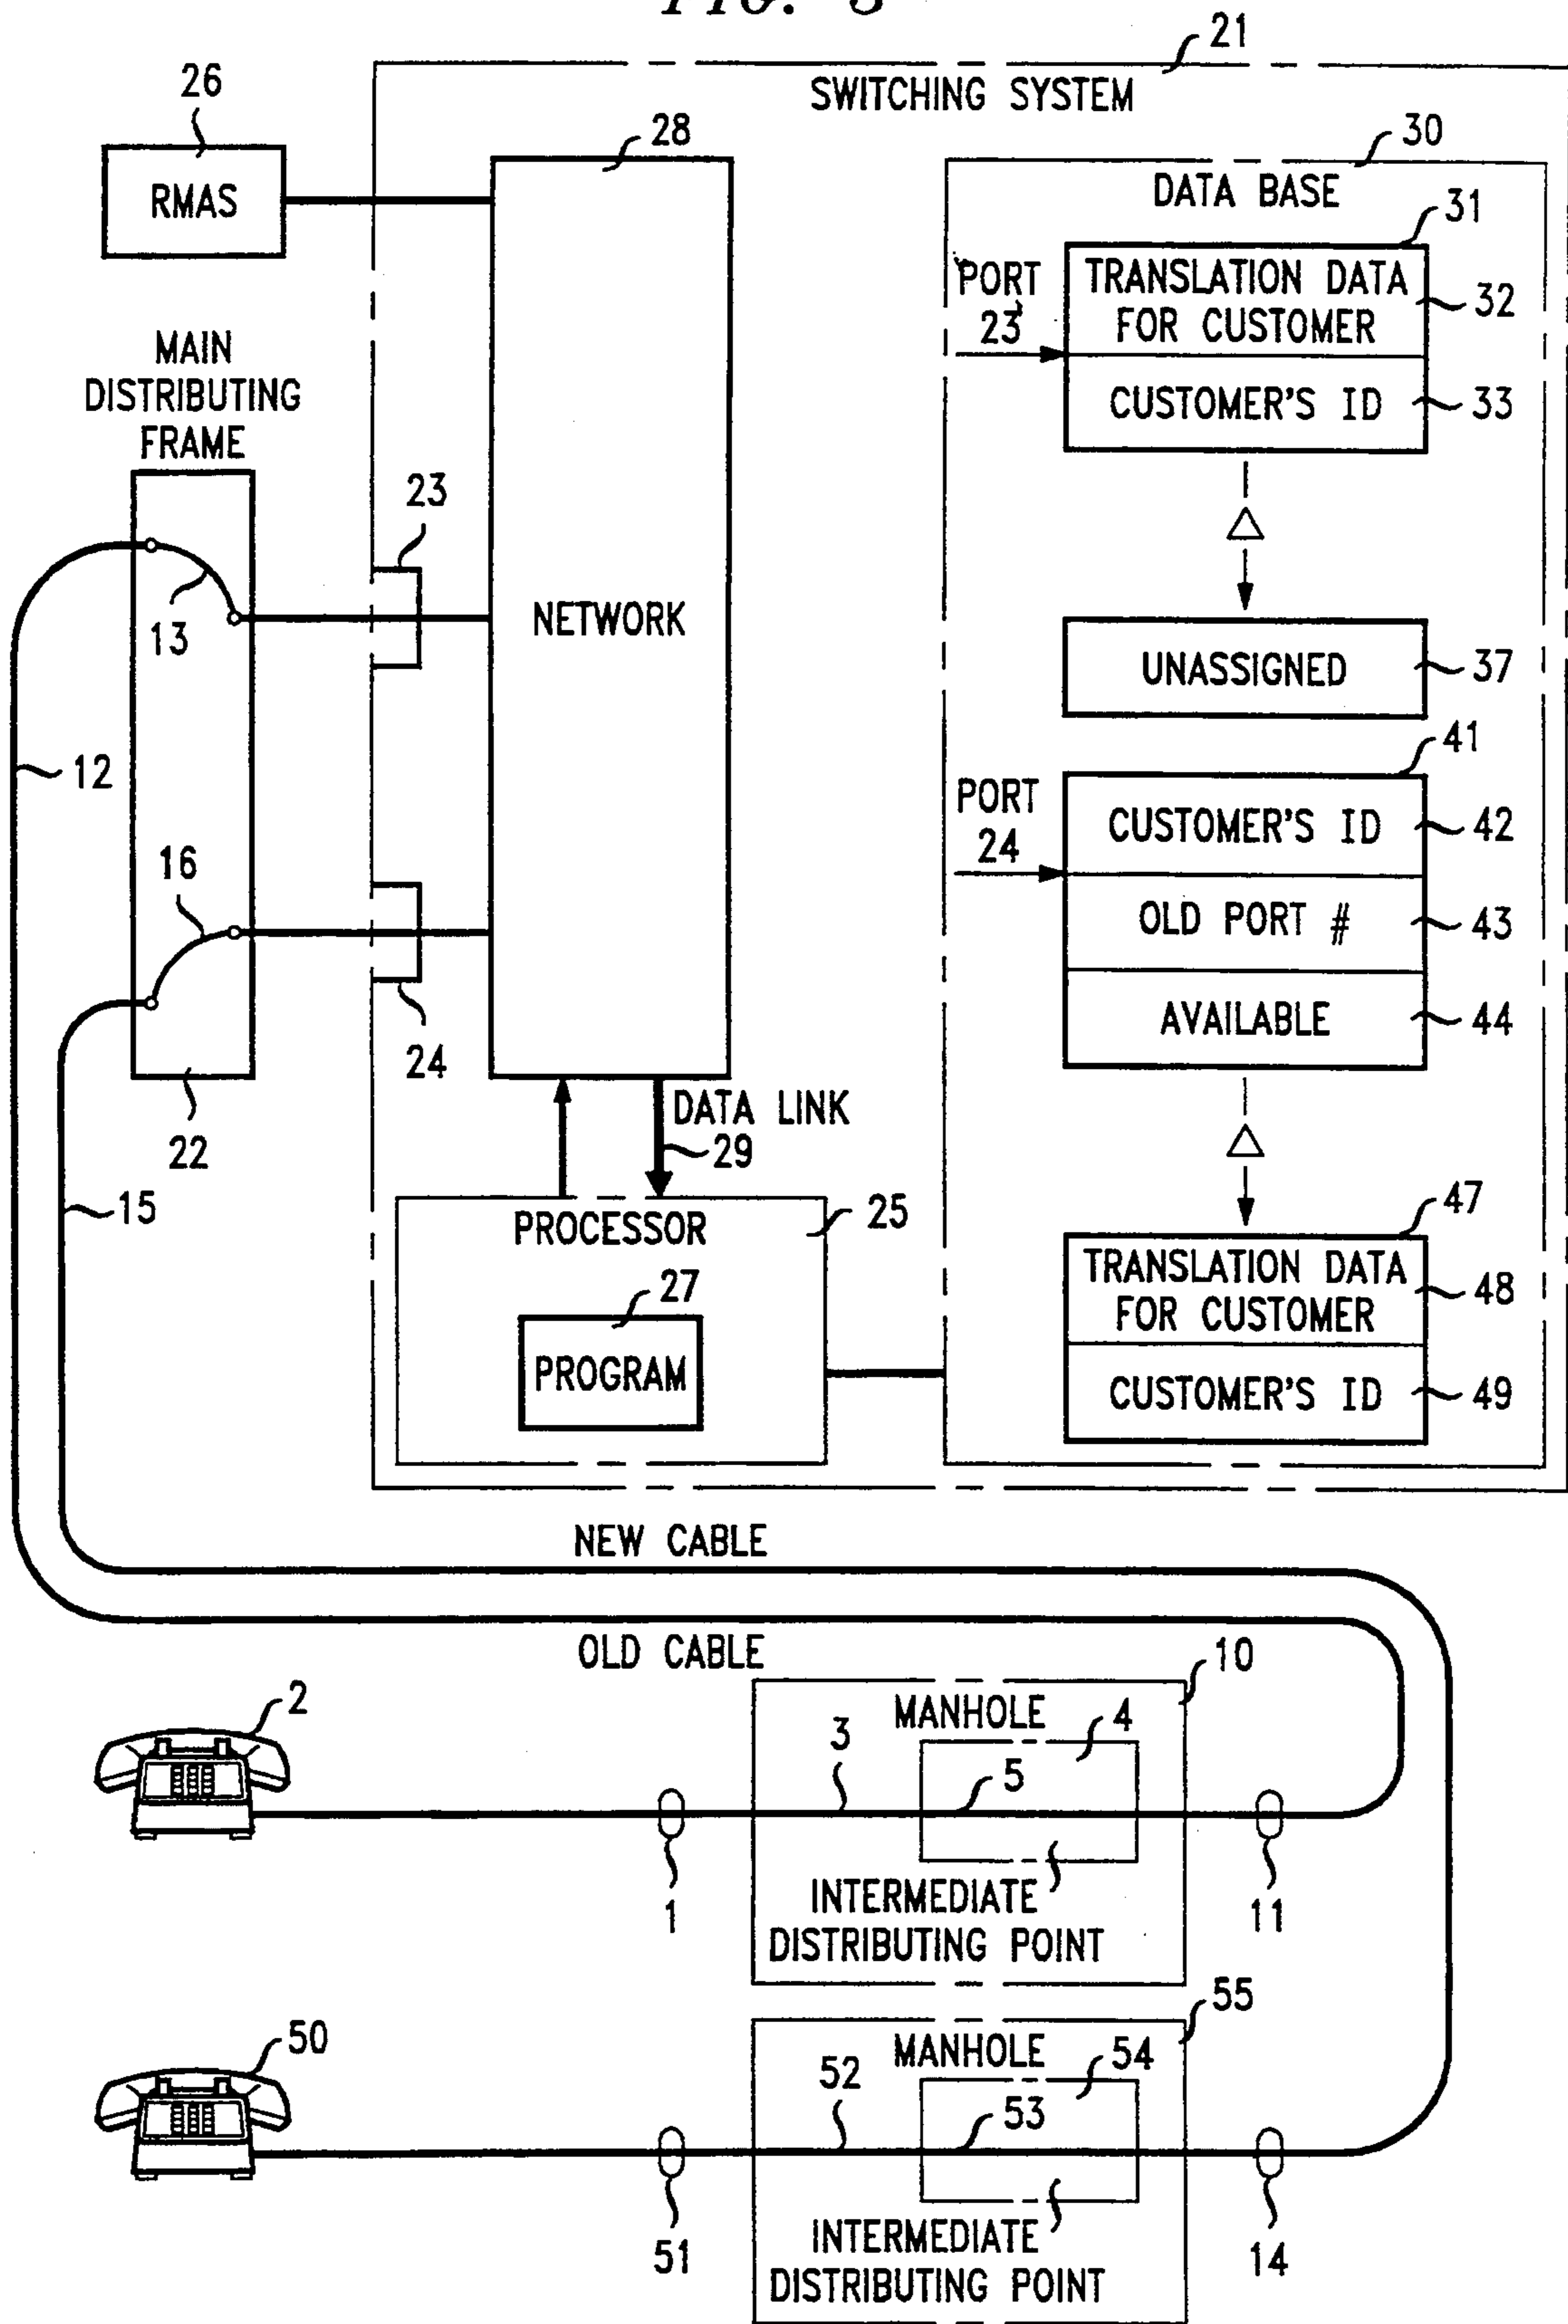 FIG. 3
21
SWITCHING SYSTEM
26
RMAS
28
NETWORK
30
DATA BASE
31
PORT
23
TRANSLATION DATA
FOR CUSTOMER
32
CUSTOMER'S ID
33
MAIN
DISTRIBUTING
FRAME
23
13
UNASSIGNED
37
12
41
PORT
24
CUSTOMER'S ID
42
16
OLD PORT #
43
AVAILABLE
44
24
22
DATA LINK
29
15
PROCESSOR
25
27
PROGRAM
47
TRANSLATION DATA
FOR CUSTOMER
48
CUSTOMER'S ID
49
NEW CABLE
OLD CABLE
10
2
MANHOLE
3
4
5
1
INTERMEDIATE
DISTRIBUTING POINT
11
55
50
MANHOLE
52
54
53
51
INTERMEDIATE
DISTRIBUTING POINT
14